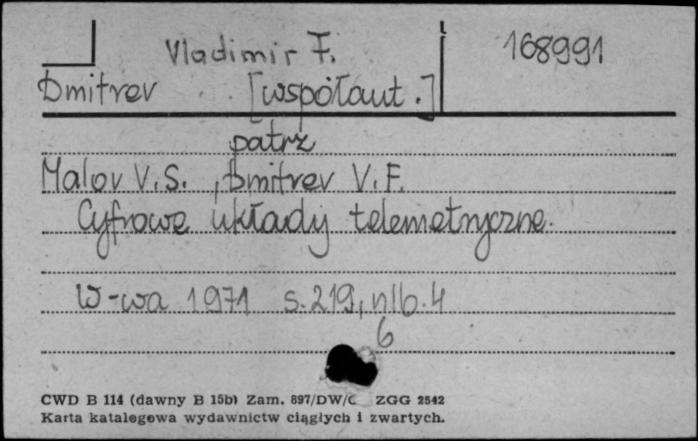 Vladimir F. 168991
Dmitrev [współaut.]
patrz
Malov V.S., Dmitrev V.F.
Cyfrowe układy telemetryczne.
W-wa 1971 s. 219, nlb. 4
6
CWD B 114 (dawny B 15b) Zam. 897/DW/C ZGG 2542
Karta katalogowa wydawnictw ciągłych i zwartych.